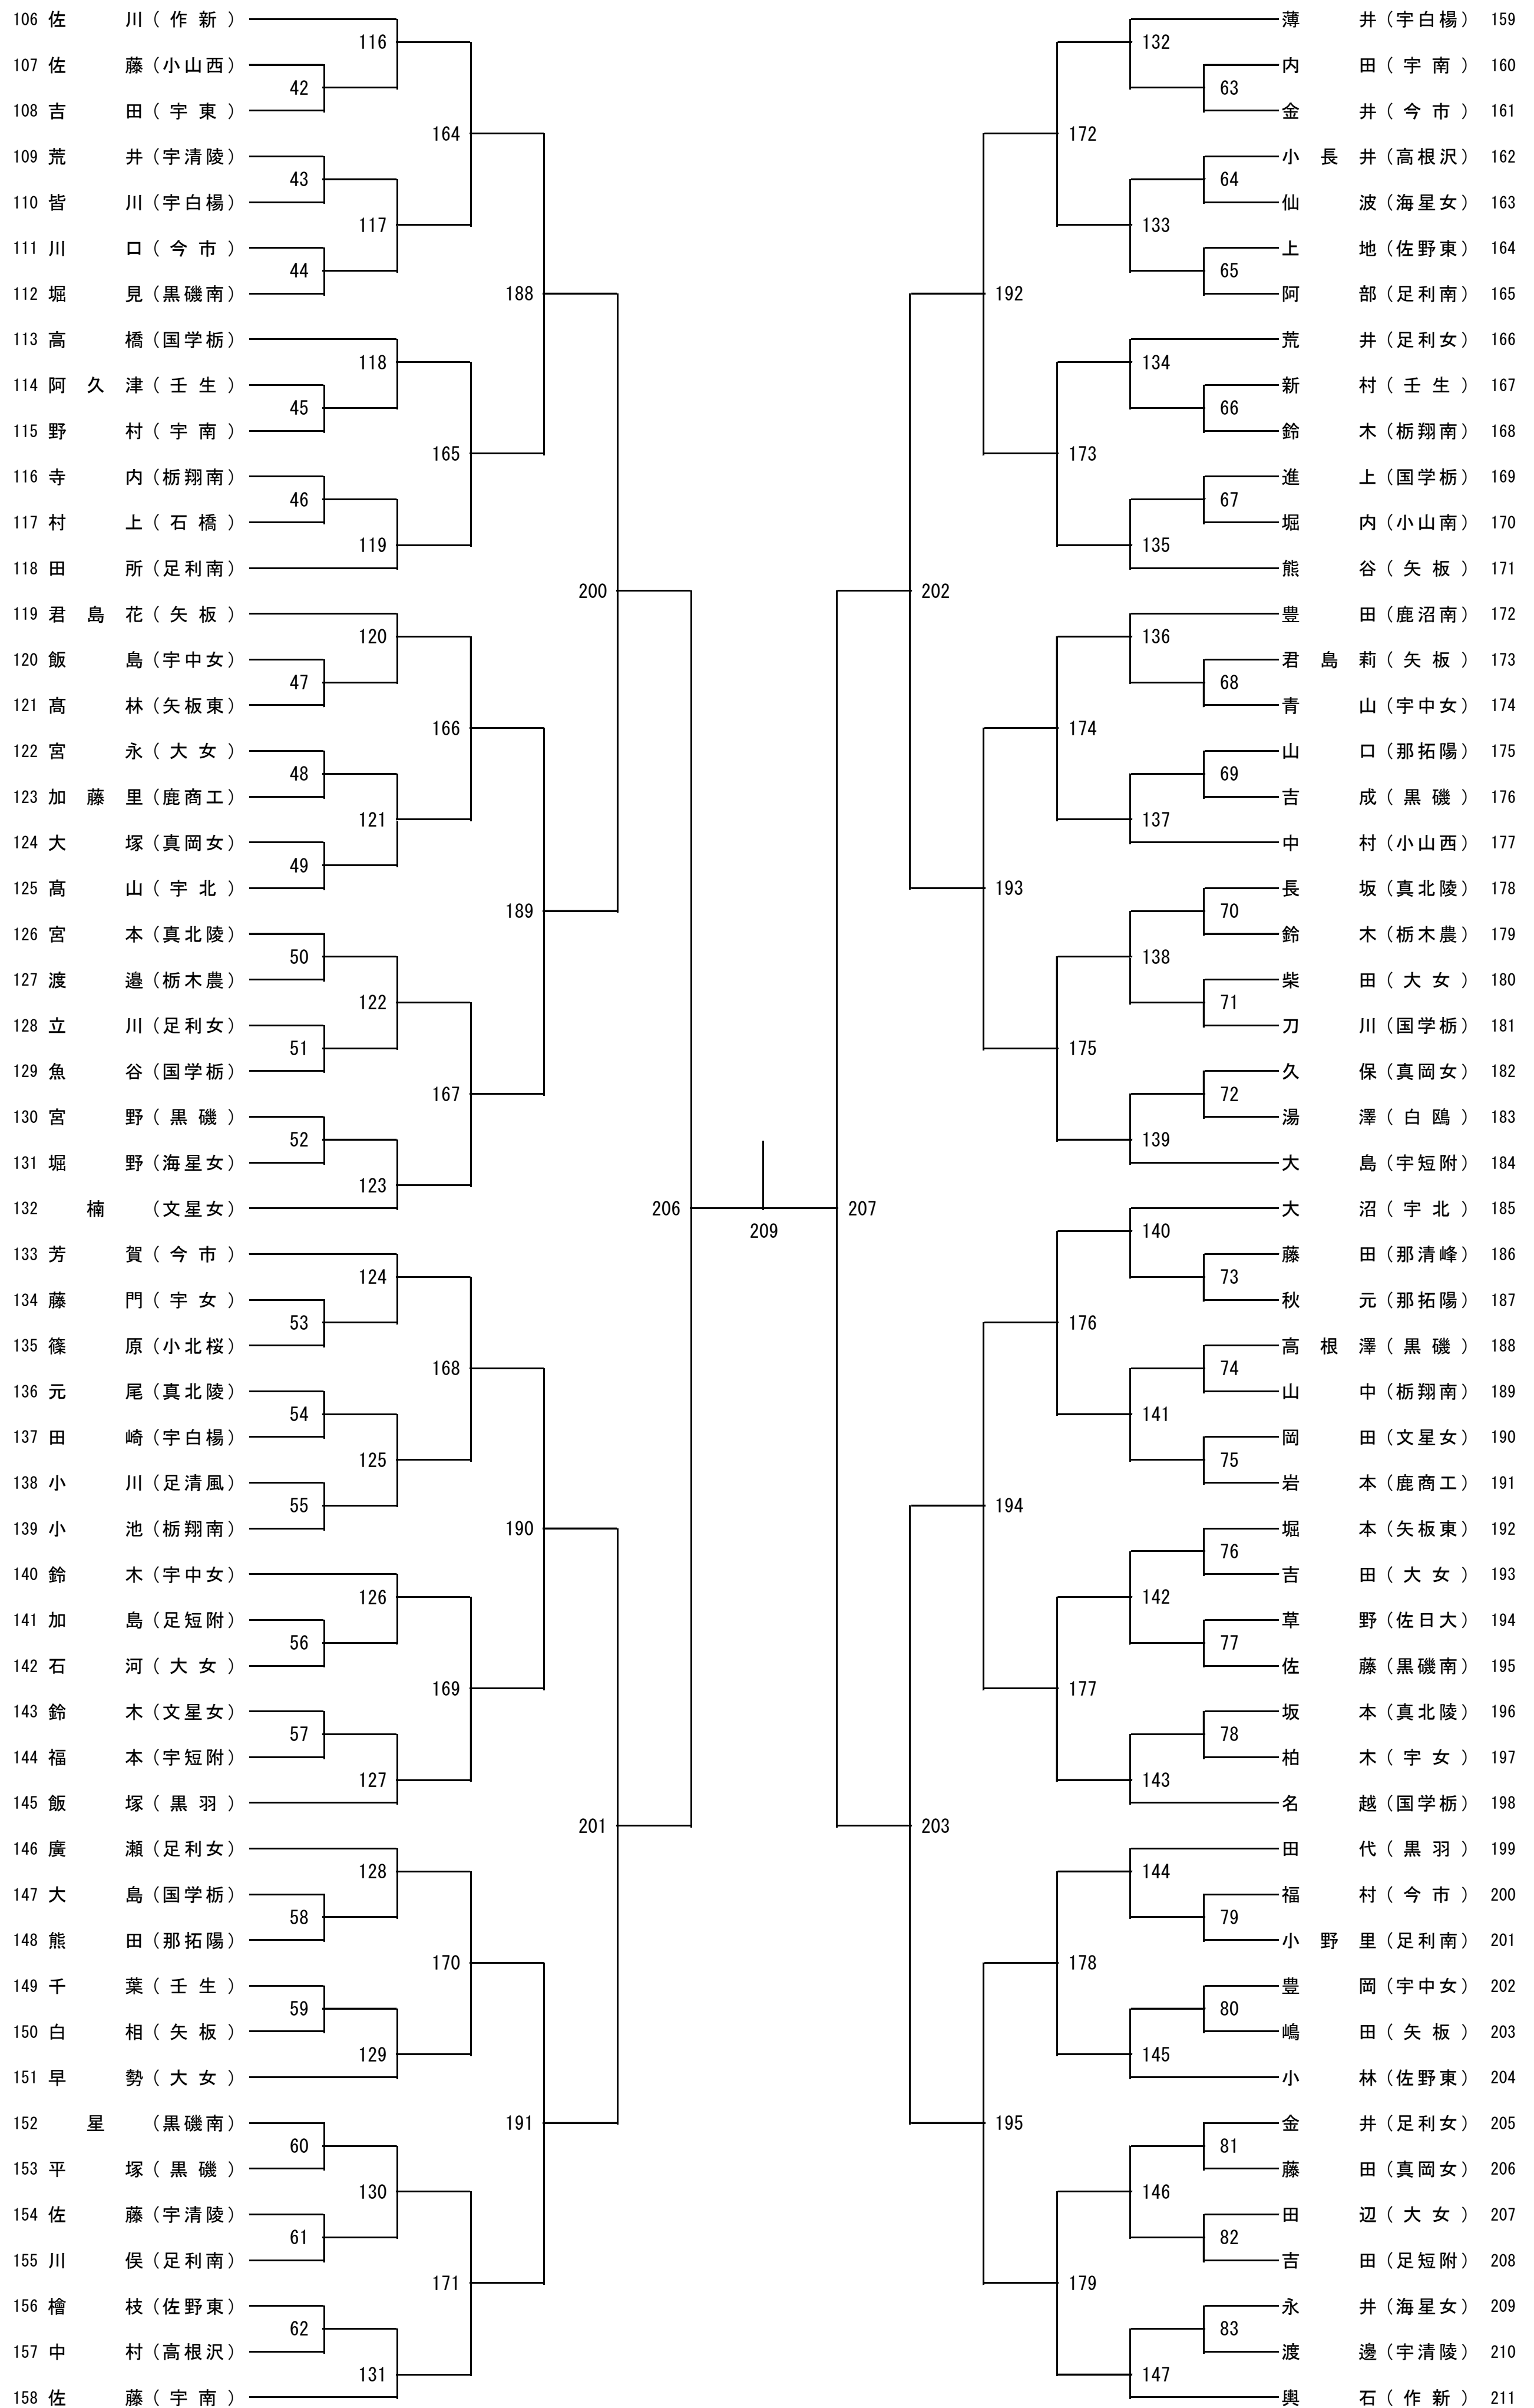 106 佐川（作新）
107 佐藤（小山西）
108 吉田（宇東）
109 荒井（宇清陵）
110 皆川（宇白楊）
111 川口（今市）
112 堀見（黒磯南）
113 高橋（国学栃）
114 阿久津（壬生）
115 野村（宇南）
116 寺内（栃翔南）
117 村上（石橋）
118 田所（足利南）
119 君島花（矢板）
120 飯島（宇中女）
121 髙林（矢板東）
122 宮永（大女）
123 加藤里（鹿商工）
124 大塚（真岡女）
125 髙山（宇北）
126 宮本（真北陵）
127 渡邉（栃木農）
128 立川（足利女）
129 魚谷（国学栃）
130 宮野（黒磯）
131 堀野（海星女）
132 楠（文星女）
133 芳賀（今市）
134 藤門（宇女）
135 篠原（小北桜）
136 元尾（真北陵）
137 田崎（宇白楊）
138 小川（足清風）
139 小池（栃翔南）
140 鈴木（宇中女）
141 加島（足短附）
142 石河（大女）
143 鈴木（文星女）
144 福本（宇短附）
145 飯塚（黒羽）
146 廣瀬（足利女）
147 大島（国学栃）
148 熊田（那拓陽）
149 千葉（壬生）
150 白相（矢板）
151 早勢（大女）
152 星（黒磯南）
153 平塚（黒磯）
154 佐藤（宇清陵）
155 川俣（足利南）
156 檜枝（佐野東）
157 中村（高根沢）
158 佐藤（宇南）
42
43
44
45
46
47
48
49
50
51
52
53
54
55
56
57
58
59
60
61
62
116
117
118
119
120
121
122
123
124
125
126
127
128
129
130
131
164
165
166
167
168
169
170
171
188
189
190
191
200
201
206
209
207
202
203
192
193
194
195
172
173
174
175
176
177
178
179
132
133
134
135
136
137
138
139
140
141
142
143
144
145
146
147
63
64
65
66
67
68
69
70
71
72
73
74
75
76
77
78
79
80
81
82
83
薄井（宇白楊） 159
内田（宇南） 160
金井（今市） 161
小長井（高根沢） 162
仙波（海星女） 163
上地（佐野東） 164
阿部（足利南） 165
荒井（足利女） 166
新村（壬生） 167
鈴木（栃翔南） 168
進上（国学栃） 169
堀内（小山南） 170
熊谷（矢板） 171
豊田（鹿沼南） 172
君島莉（矢板） 173
青山（宇中女） 174
山口（那拓陽） 175
吉成（黒磯） 176
中村（小山西） 177
長坂（真北陵） 178
鈴木（栃木農） 179
柴田（大女） 180
刀川（国学栃） 181
久保（真岡女） 182
湯澤（白鴎） 183
大島（宇短附） 184
大沼（宇北） 185
藤田（那清峰） 186
秋元（那拓陽） 187
高根澤（黒磯） 188
山中（栃翔南） 189
岡田（文星女） 190
岩本（鹿商工） 191
堀本（矢板東） 192
吉田（大女） 193
草野（佐日大） 194
佐藤（黒磯南） 195
坂本（真北陵） 196
柏木（宇女） 197
名越（国学栃） 198
田代（黒羽） 199
福村（今市） 200
小野里（足利南） 201
豊岡（宇中女） 202
嶋田（矢板） 203
小林（佐野東） 204
金井（足利女） 205
藤田（真岡女） 206
田辺（大女） 207
吉田（足短附） 208
永井（海星女） 209
渡邊（宇清陵） 210
輿石（作新） 211